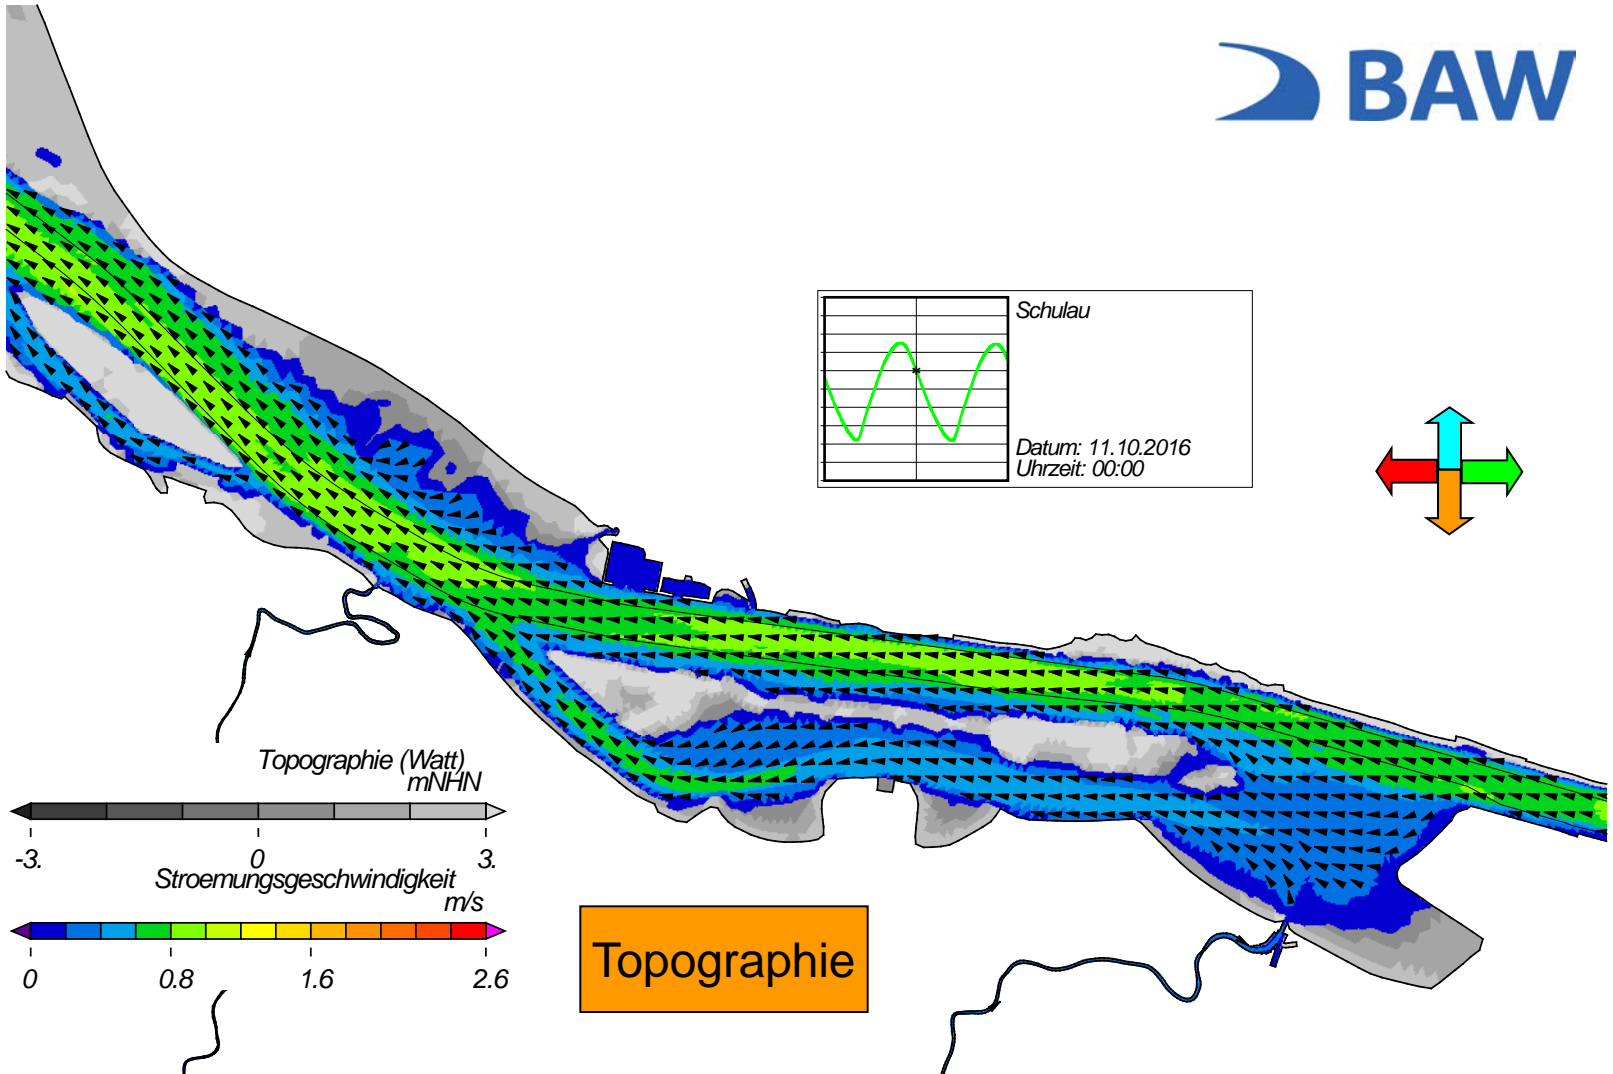 BAW
Schulau
Datum: 11.10.2016
Uhrzeit: 00:00
Topographie (Watt)
mNHN
-3. 0 3.
Stroemungsgeschwindigkeit
m/s
0 0.8 1.6 2.6
Topographie